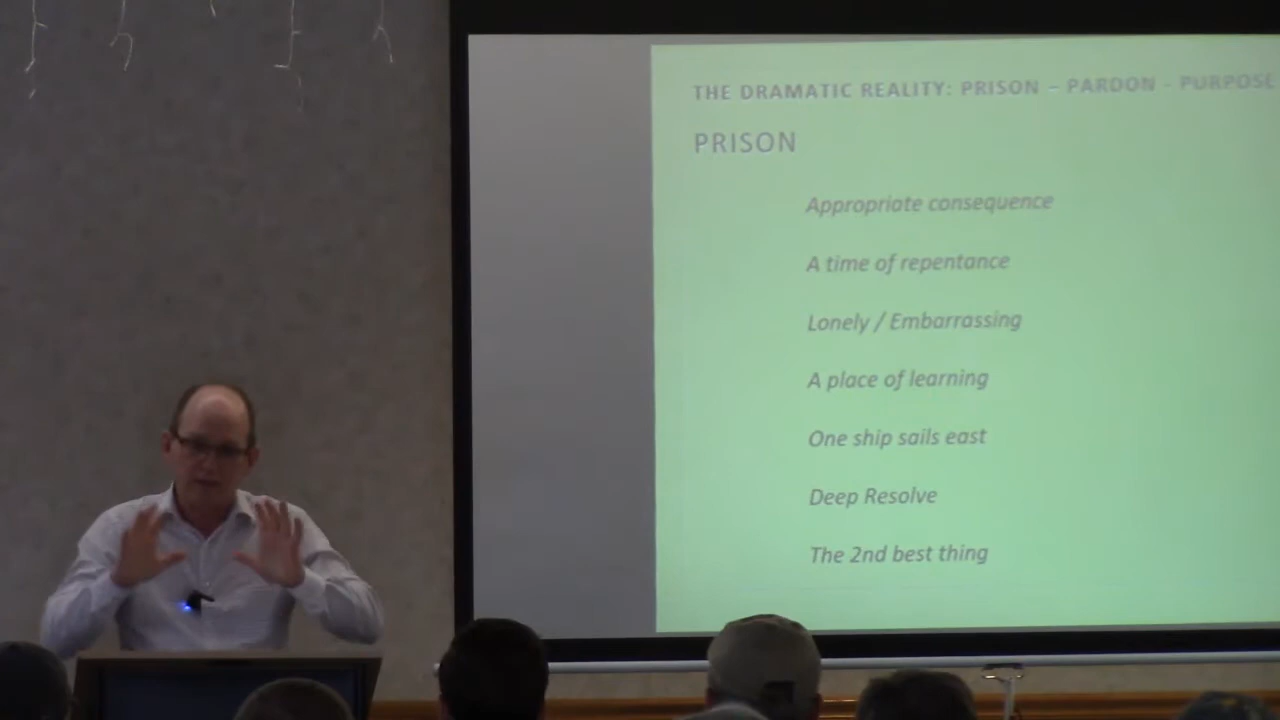 THE DRAMATIC REALITY: PRISON – PARDON - PURPOSE
PRISON
Appropriate consequence
A time of repentance
Lonely / Embarrassing
A place of learning
One ship sails east
Deep Resolve
The 2nd best thing